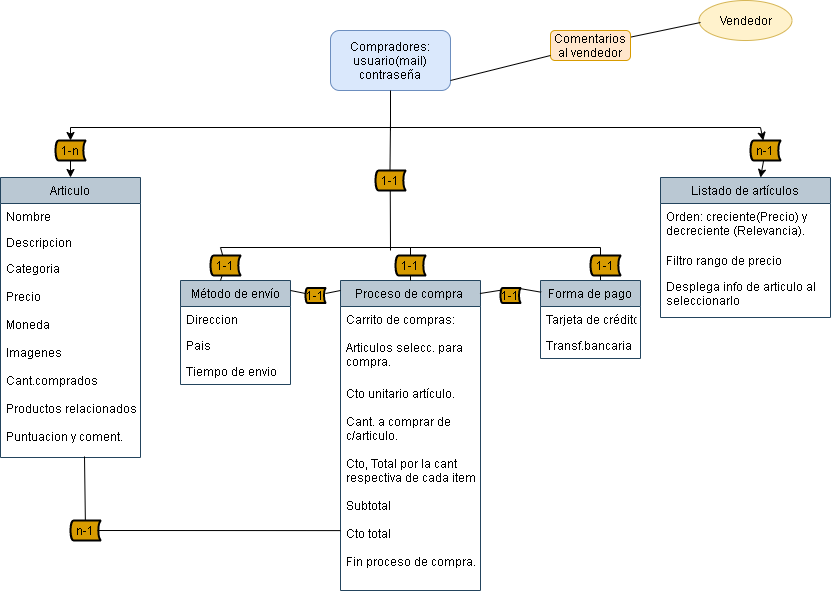 Vendedor
Comentarios
al vendedor
Compradores:
usuario(mail)
contraseña
1-n
n-1
1-1
Articulo
Nombre
Descripcion
Categoria
Precio
Moneda
Imagenes
Cant.comprados
Productos relacionados
Puntuacion y coment.
Listado de artículos
Orden: creciente(Precio) y
decreciente (Relevancia).
Filtro rango de precio
Desplega info de articulo al
seleccionarlo
1-1
1-1
1-1
Método de envío
Direccion
Pais
Tiempo de envio
1-1
Proceso de compra
Carrito de compras:
Articulos selecc. para
compra.
Cto unitario artículo.
Cant. a comprar de
c/articulo.
Cto, Total por la cant
respectiva de cada item
Subtotal
Cto total
Fin proceso de compra.
1-1
Forma de pago
Tarjeta de crédito
Transf.bancaria
n-1